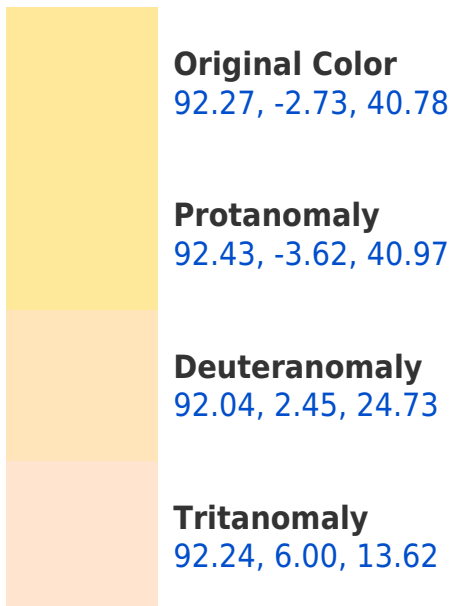 Original Color
92.27, -2.73, 40.78
Protanomaly
92.43, -3.62, 40.97
Deuteranomaly
92.04, 2.45, 24.73
Tritanomaly
92.24, 6.00, 13.62